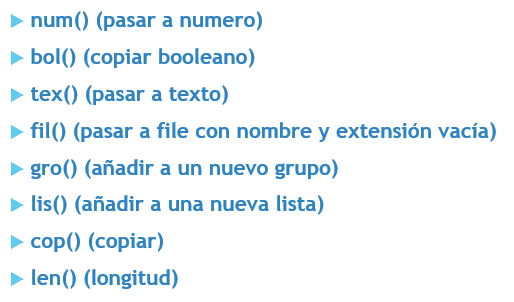 num() (pasar a numero)
bol() (copiar booleano)
tex() (pasar a texto)
fil() (pasar a file con nombre y extensión vacía)
gro() (añadir a un nuevo grupo)
lis() (añadir a una nueva lista)
cop() (copiar)
len() (longitud)